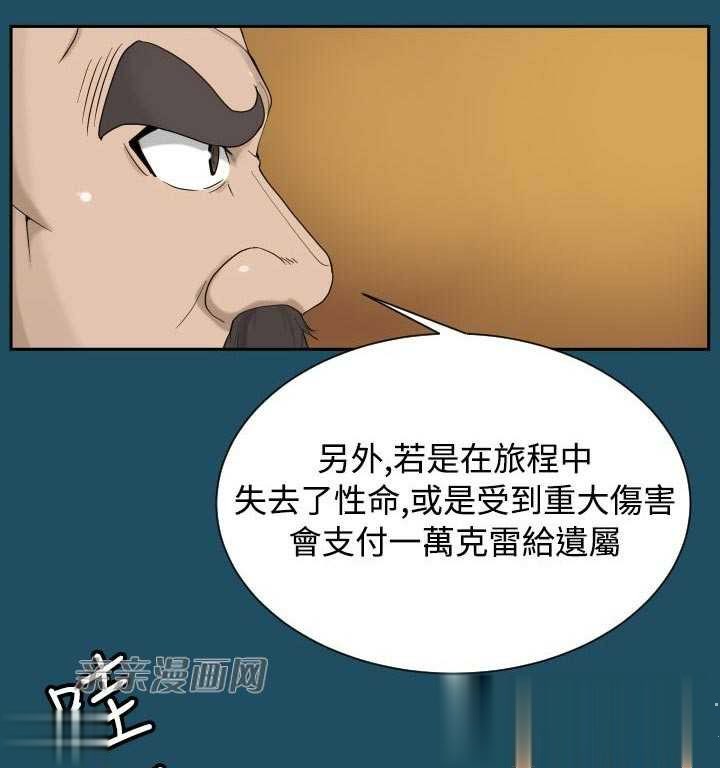 另外,若是在旅程中
失去了性命,或是受到重大傷害
會支付一萬克雷給遺屬
亲亲漫画网
哇